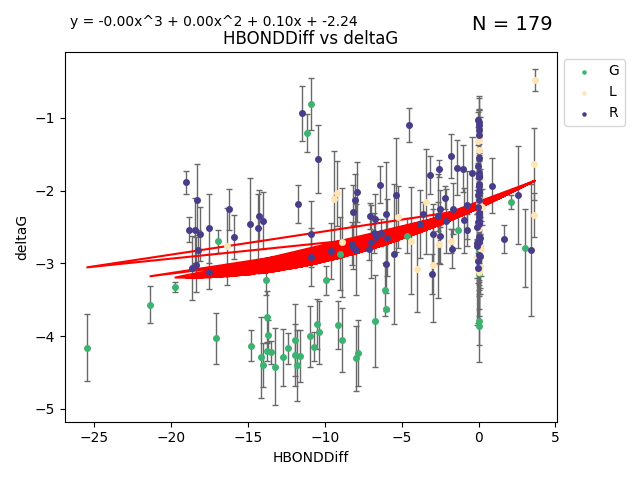 y = -0.00x^3 + 0.00x^2 + 0.10x + -2.24
N = 179
HBONDDiff vs deltaG
G
L
R
deltaG
−1
−2
−3
−4
−5
−25
−20
−15
−10
−5
0
5
HBONDDiff